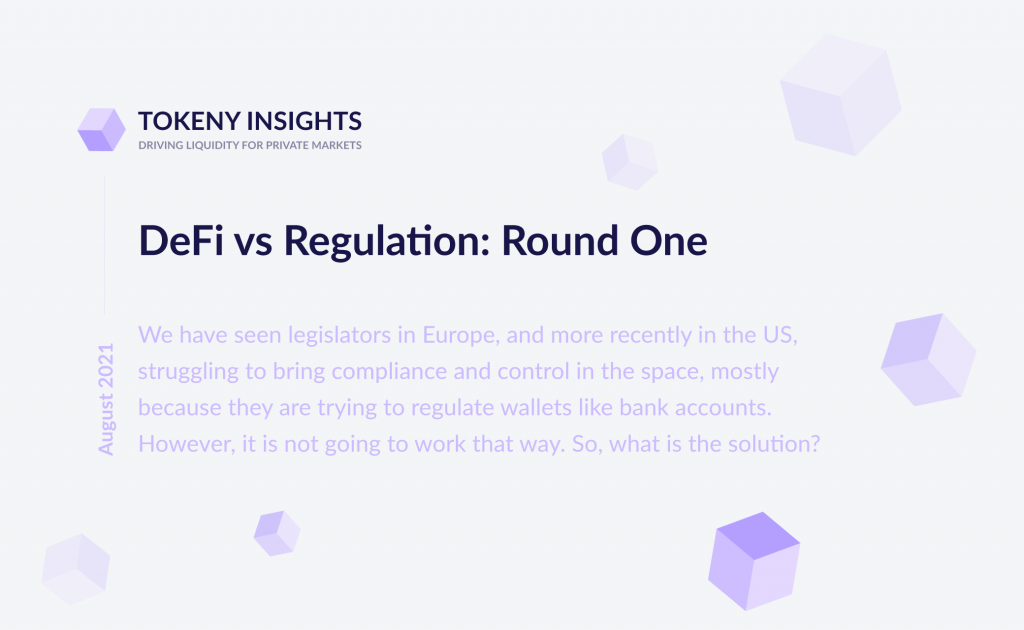 TOKENY INSIGHTS
DRIVING LIQUIDITY FOR PRIVATE MARKETS
DeFi vs Regulation: Round One
We have seen legislators in Europe, and more recently in the US,
struggling to bring compliance and control in the space, mostly
because they are trying to regulate wallets like bank accounts.
However, it is not going to work that way. So, what is the solution?
August 2021